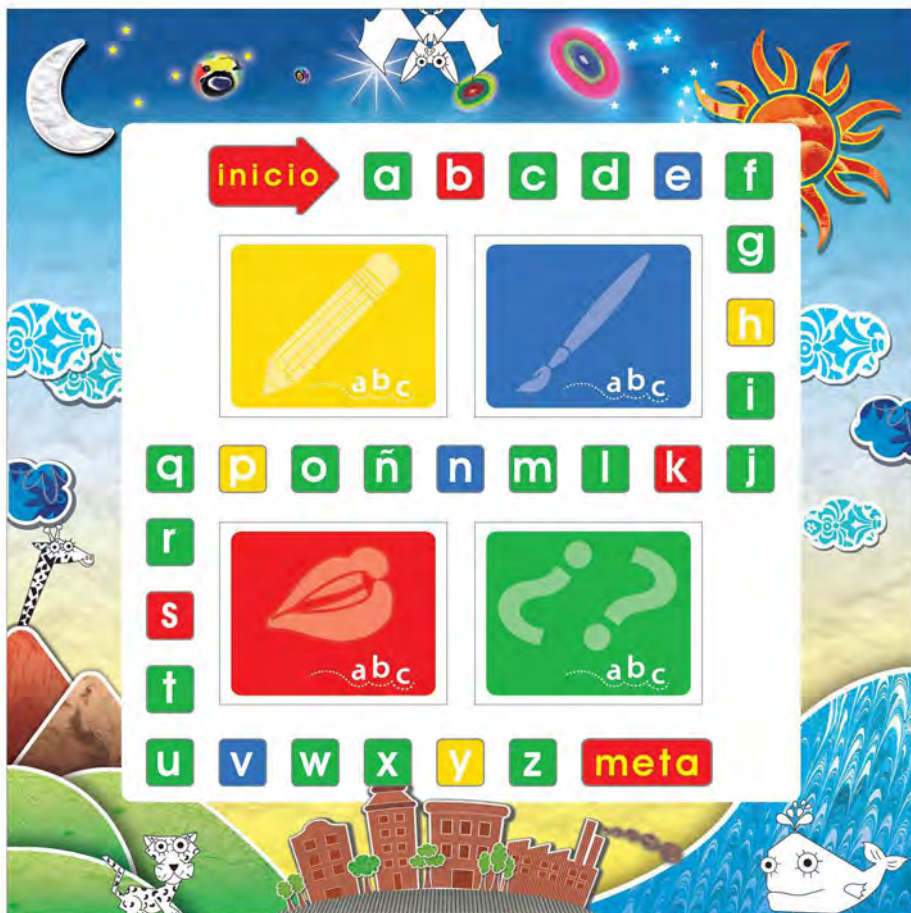 inicio a b c d e f
g
abc abc
h
i
q p o ñ n m l k j
r
s
abc abc
t
u v w x y z meta